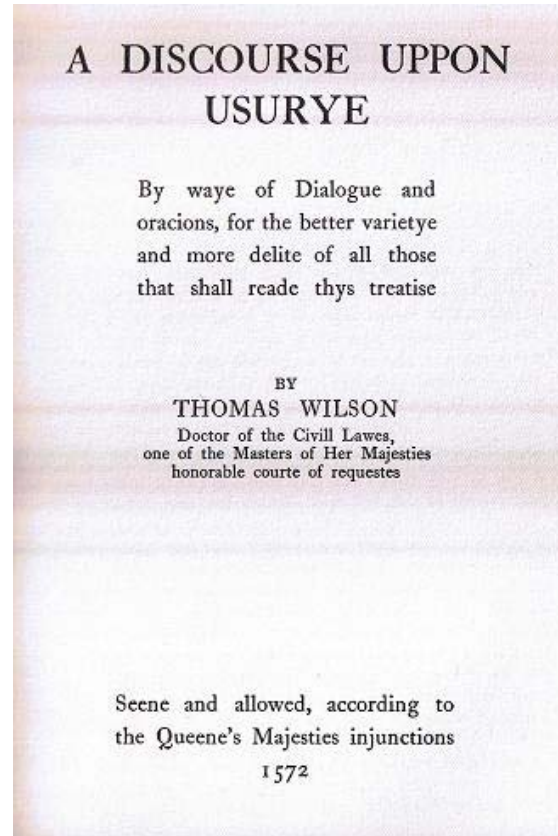 A DISCOURSE UPPON
USURYE
By waye of Dialogue and
oracions, for the better varietye
and more delite of all those
that shall reade thys treatise
BY
THOMAS WILSON
Doctor of the Civill Lawes,
one of the Masters of Her Majesties
honorable courte of requestes
Seene and allowed, according to
the Queene's Majesties injunctions
1572